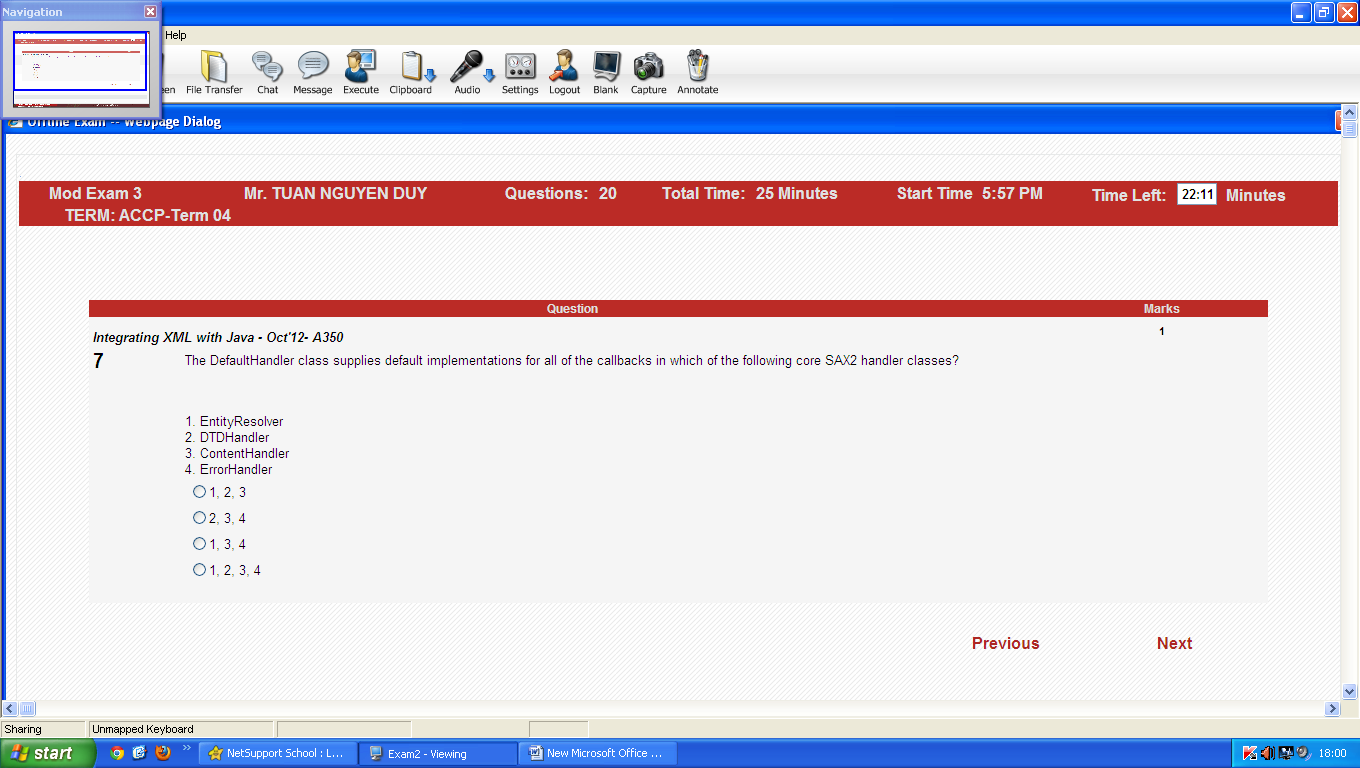 Navigation
Help
File Transfer
Chat
Message
Execute
Clipboard
Audio
Settings
Logout
Blank
Capture
Annotate
Offline Exam -- Webpage Dialog
Mod Exam 3 Mr. TUAN NGUYEN DUY Questions: 20 Total Time: 25 Minutes Start Time 5:57 PM Time Left: 22:11 Minutes
TERM: ACCP-Term 04
Question Marks
Integrating XML with Java - Oct'12- A350 1
7 The DefaultHandler class supplies default implementations for all of the callbacks in which of the following core SAX2 handler classes?
1. EntityResolver
2. DTDHandler
3. ContentHandler
4. ErrorHandler
1, 2, 3
2, 3, 4
1, 3, 4
1, 2, 3, 4
Previous Next
Sharing Unmapped Keyboard
start NetSupport School : L... Exam2 - Viewing New Microsoft Office ... 18:00